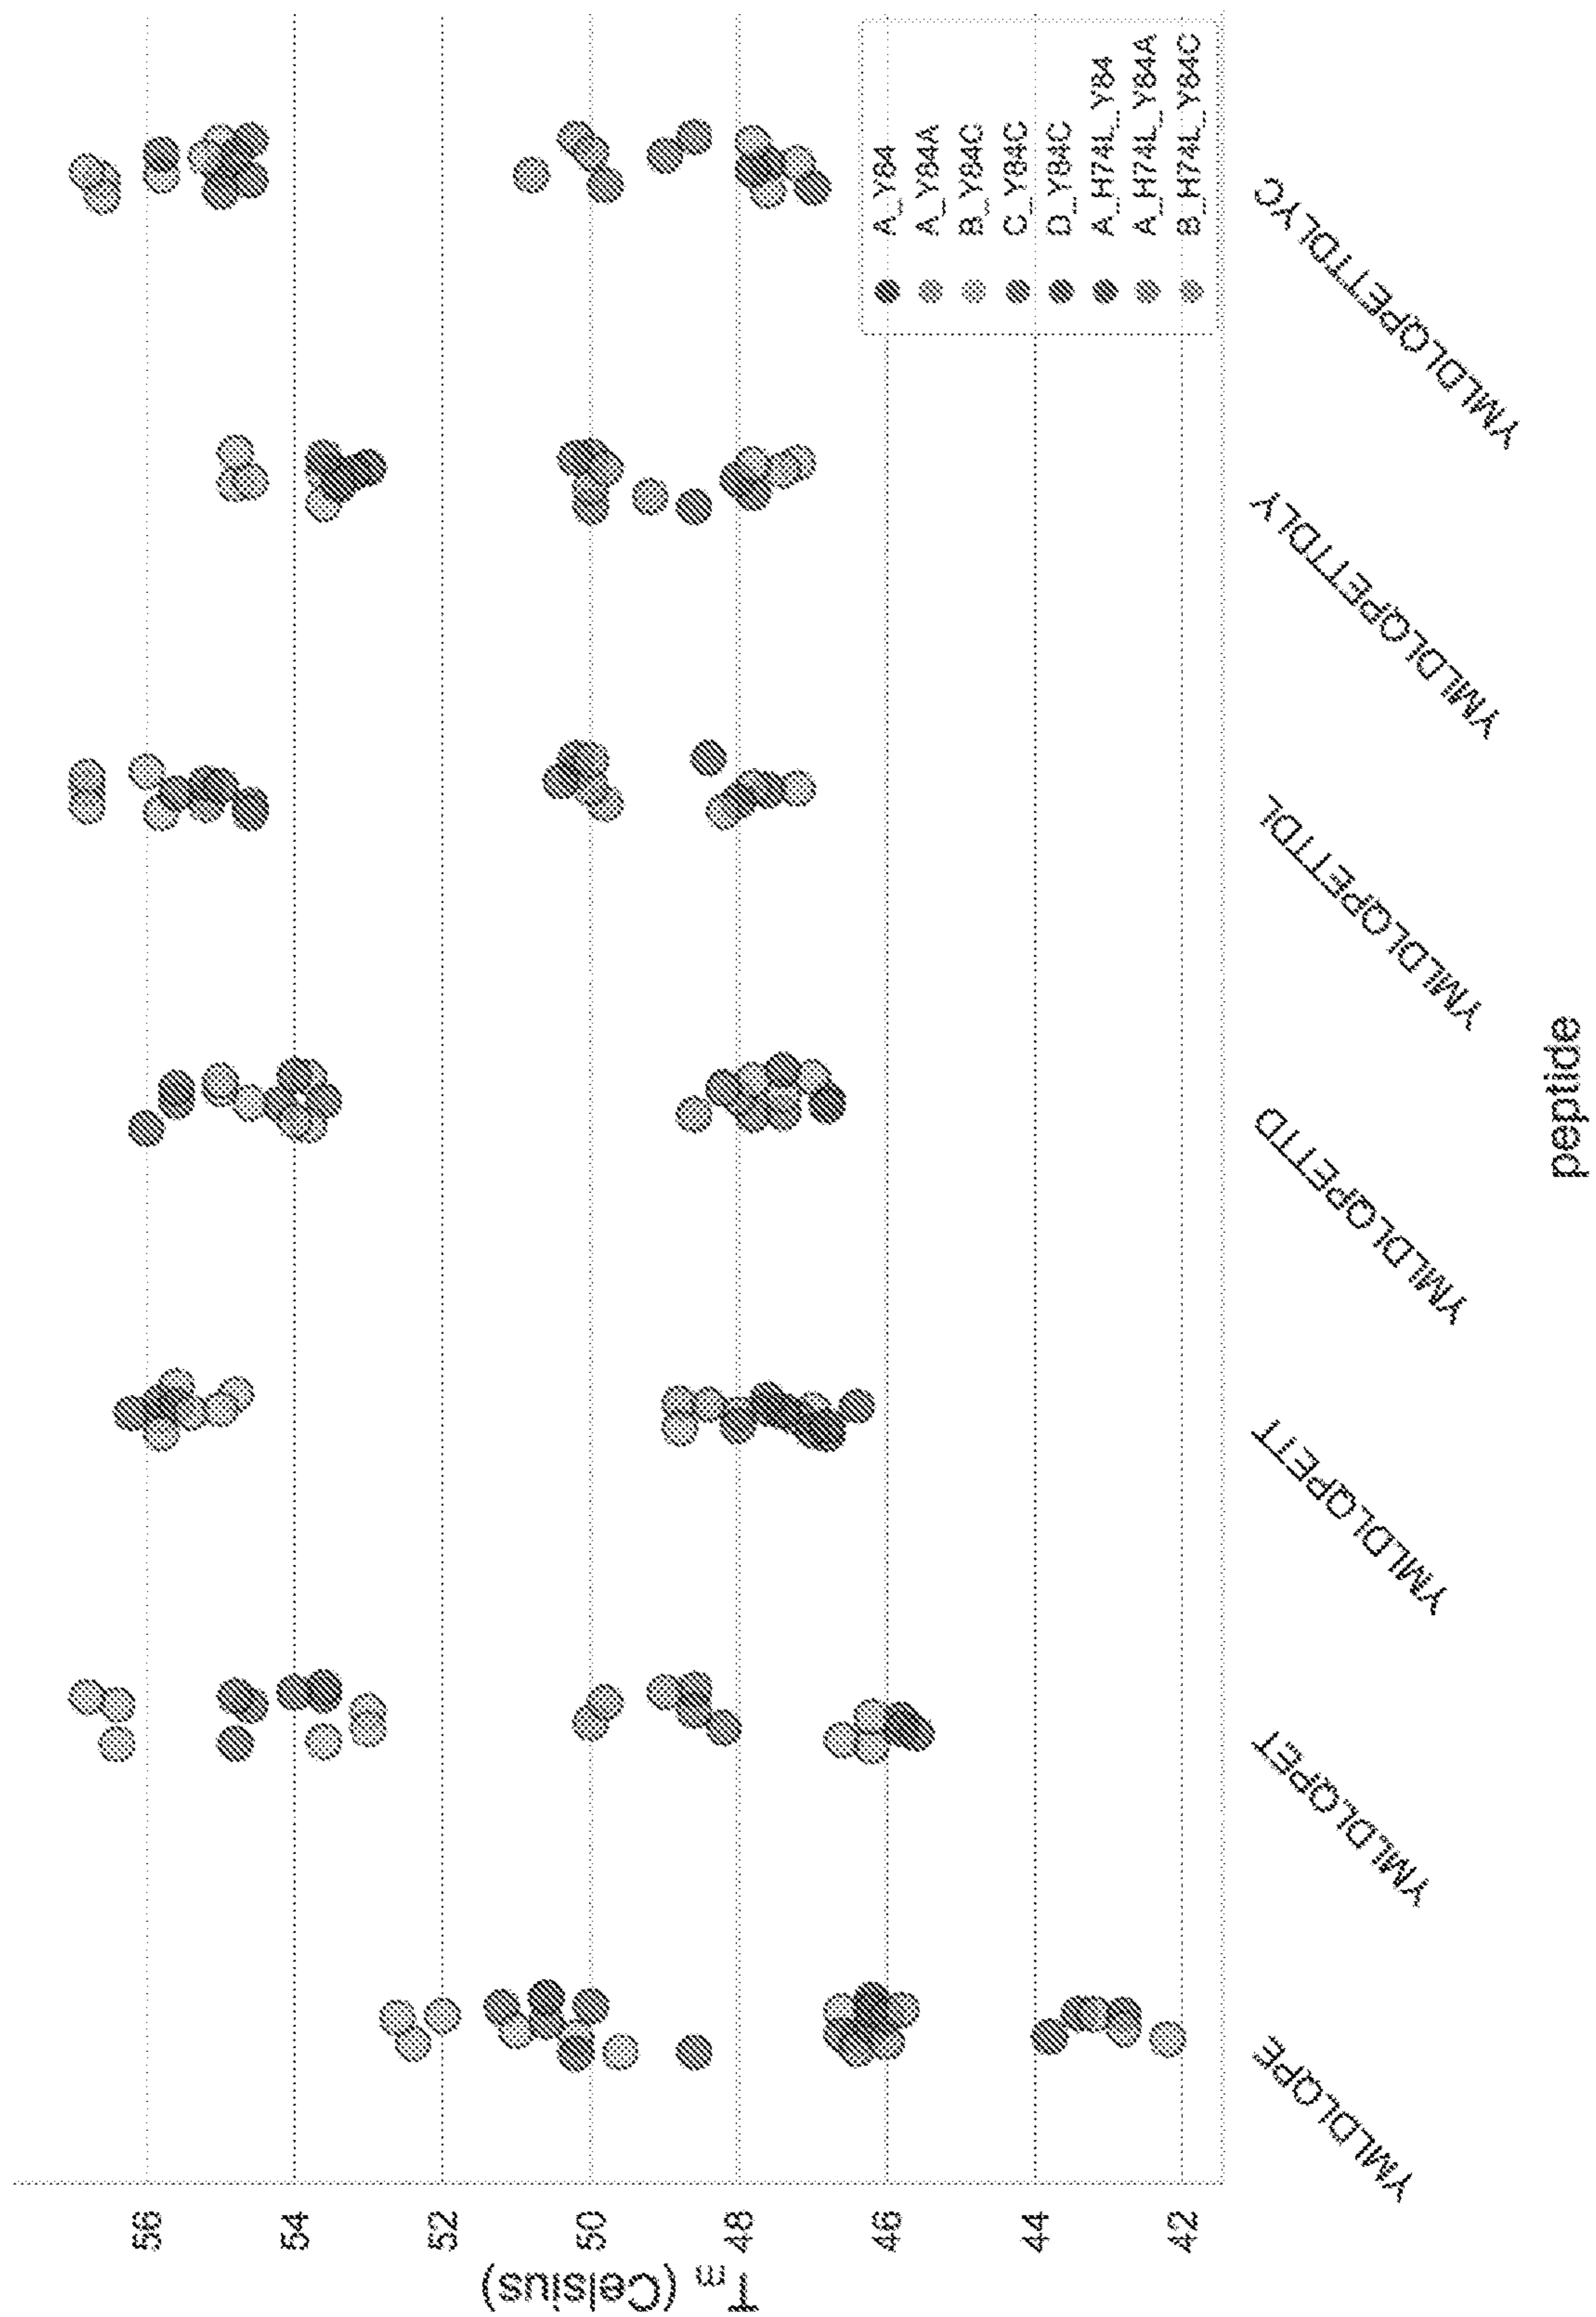 T_m (Celsius)
56
54
52
50
48
46
44
42
A_Y84
A_Y84A
B_Y84C
C_Y84C
D_Y84C
A_H74L_Y84
A_H74L_Y84A
B_H74L_Y84C
YMLDLQPE
YMLDLQPET
YMLDLQPETT
YMLDLQPETTD
YMLDLQPETTDL
YMLDLQPETTDLY
YMLDLQPETTDLYC
peptide